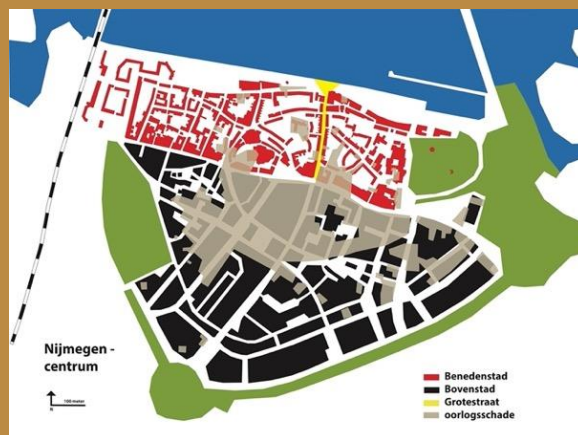 Nijmegen -
centrum
100 meter
N
Benedenstad
Bovenstad
Grotestraat
oorlogsschade